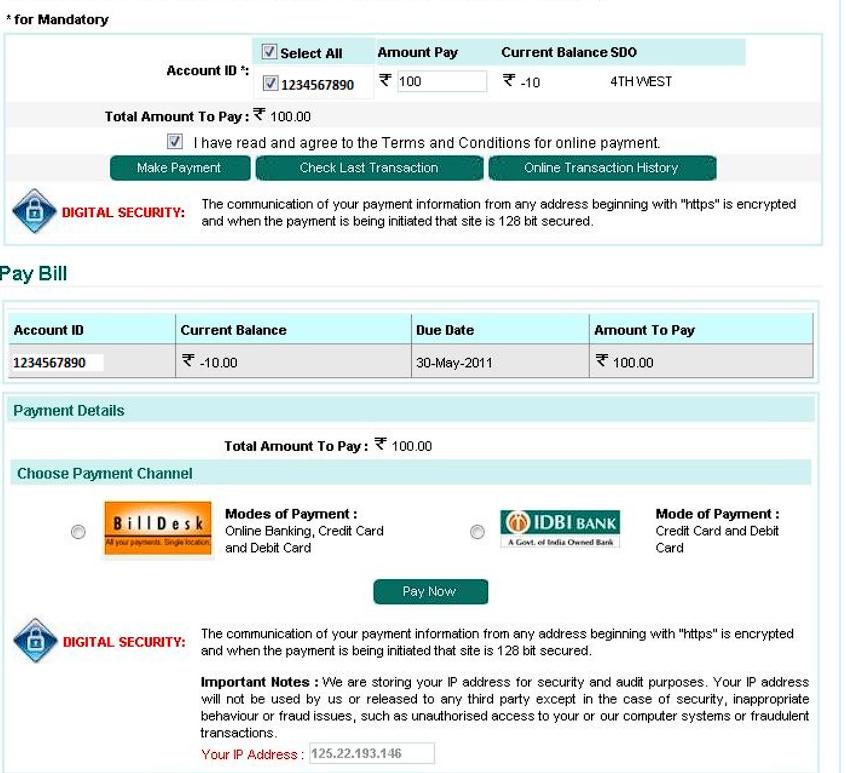 * for Mandatory
Select All Amount Pay Current Balance SDO
Account ID *:
1234567890 ₹ 100 ₹ -10 4TH WEST
Total Amount To Pay : ₹ 100.00
I have read and agree to the Terms and Conditions for online payment.
Make Payment Check Last Transaction Online Transaction History
DIGITAL SECURITY: The communication of your payment information from any address beginning with "https" is encrypted
and when the payment is being initiated that site is 128 bit secured.
Pay Bill
Account ID Current Balance Due Date Amount To Pay
1234567890 ₹ -10.00 30-May-2011 ₹ 100.00
Payment Details
Total Amount To Pay : ₹ 100.00
Choose Payment Channel
BillDesk
All your payments. Single location.
Modes of Payment :
Online Banking, Credit Card
and Debit Card
IDBI BANK
A Govt. of India Owned Bank
Mode of Payment :
Credit Card and Debit
Card
Pay Now
DIGITAL SECURITY: The communication of your payment information from any address beginning with "https" is encrypted
and when the payment is being initiated that site is 128 bit secured.
Important Notes : We are storing your IP address for security and audit purposes. Your IP address
will not be used by us or released to any third party except in the case of security, inappropriate
behaviour or fraud issues, such as unauthorised access to your or our computer systems or fraudulent
transactions.
Your IP Address : 125.22.193.146